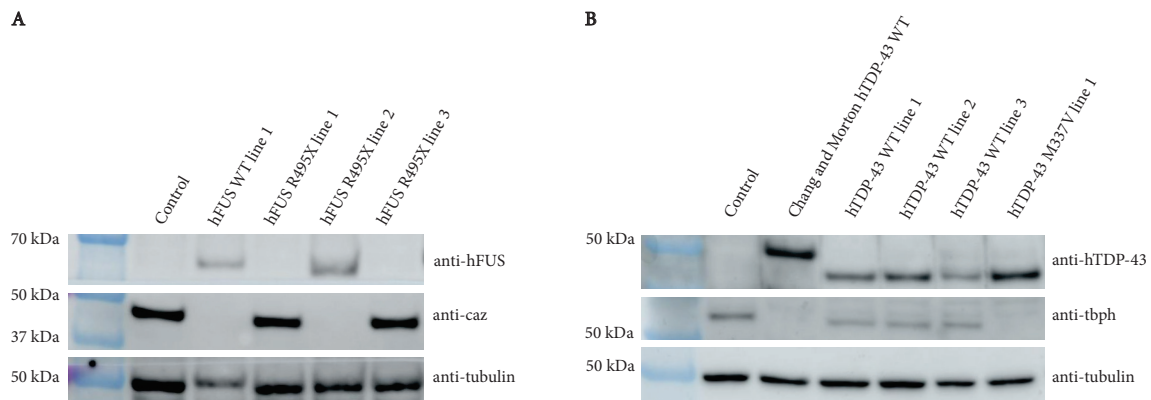 A
Control
hFUS WT line 1
hFUS R495X line 1
hFUS R495X line 2
hFUS R495X line 3
70 kDa
anti-hFUS
50 kDa
anti-caz
37 kDa
50 kDa
anti-tubulin
B
Control
Chang and Morton hTDP-43 WT
hTDP-43 WT line 1
hTDP-43 WT line 2
hTDP-43 WT line 3
hTDP-43 M337V line 1
50 kDa
anti-hTDP-43
anti-tbph
50 kDa
50 kDa
anti-tubulin